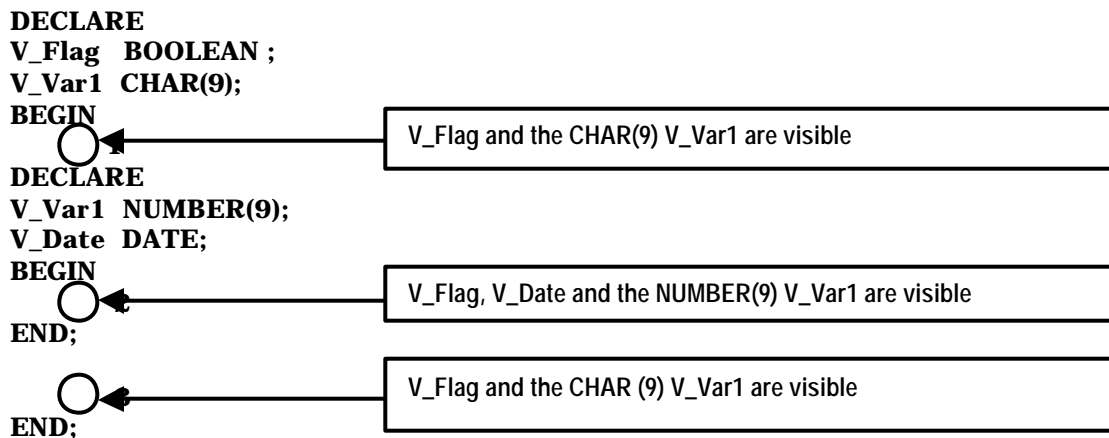 DECLARE
V_Flag BOOLEAN ;
V_Var1 CHAR(9);
BEGIN
V_Flag and the CHAR(9) V_Var1 are visible
DECLARE
V_Var1 NUMBER(9);
V_Date DATE;
BEGIN
V_Flag, V_Date and the NUMBER(9) V_Var1 are visible
END;
V_Flag and the CHAR (9) V_Var1 are visible
END;